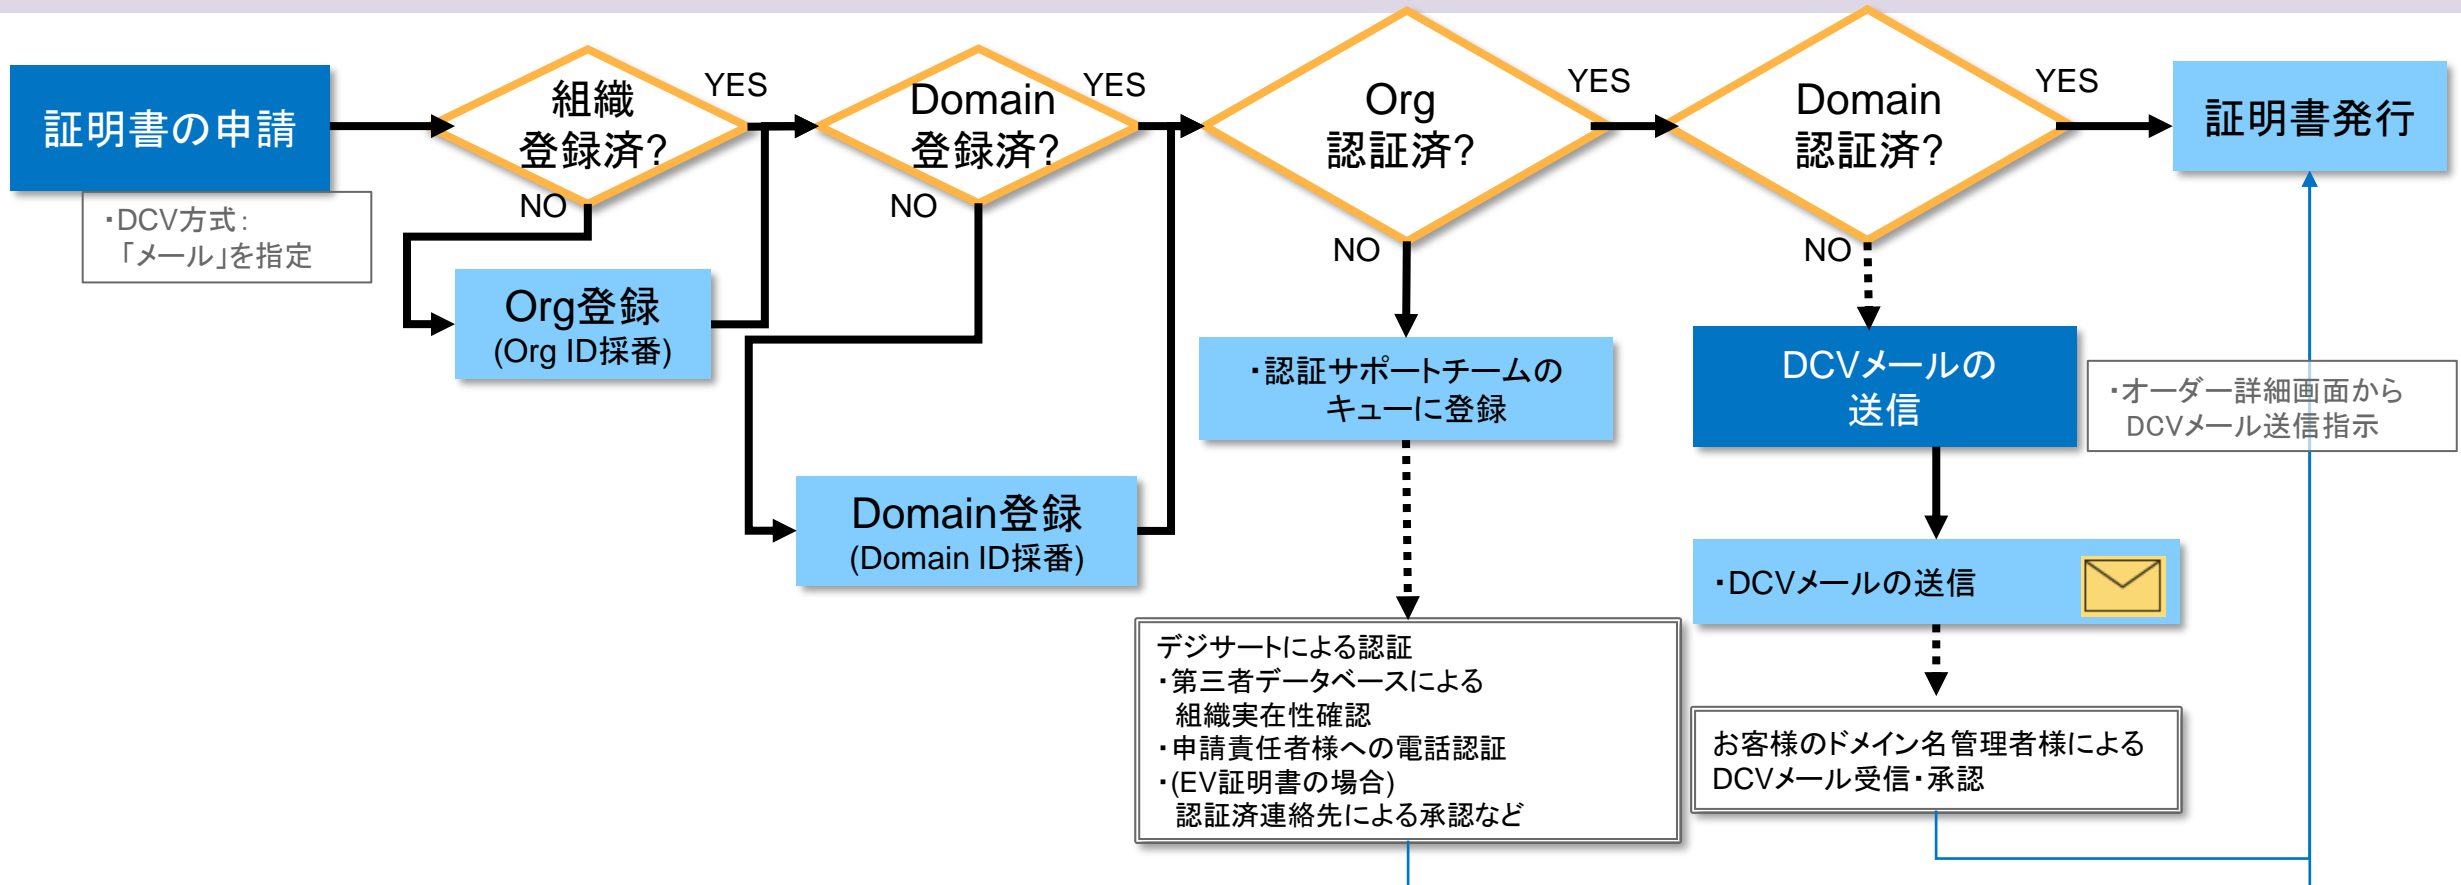 証明書の申請
・DCV方式：
「メール」を指定
組織
登録済?
YES
NO
Org登録
(Org ID採番)
Domain
登録済?
YES
NO
Domain登録
(Domain ID採番)
Org
認証済?
YES
NO
・認証サポートチームの
キューに登録
デジサートによる認証
・第三者データベースによる
組織実在性確認
・申請責任者様への電話認証
・(EV証明書の場合)
認証済連絡先による承認など
Domain
認証済?
YES
NO
DCVメールの
送信
・オーダー詳細画面から
DCVメール送信指示
・DCVメールの送信
お客様のドメイン名管理者様による
DCVメール受信・承認
証明書発行